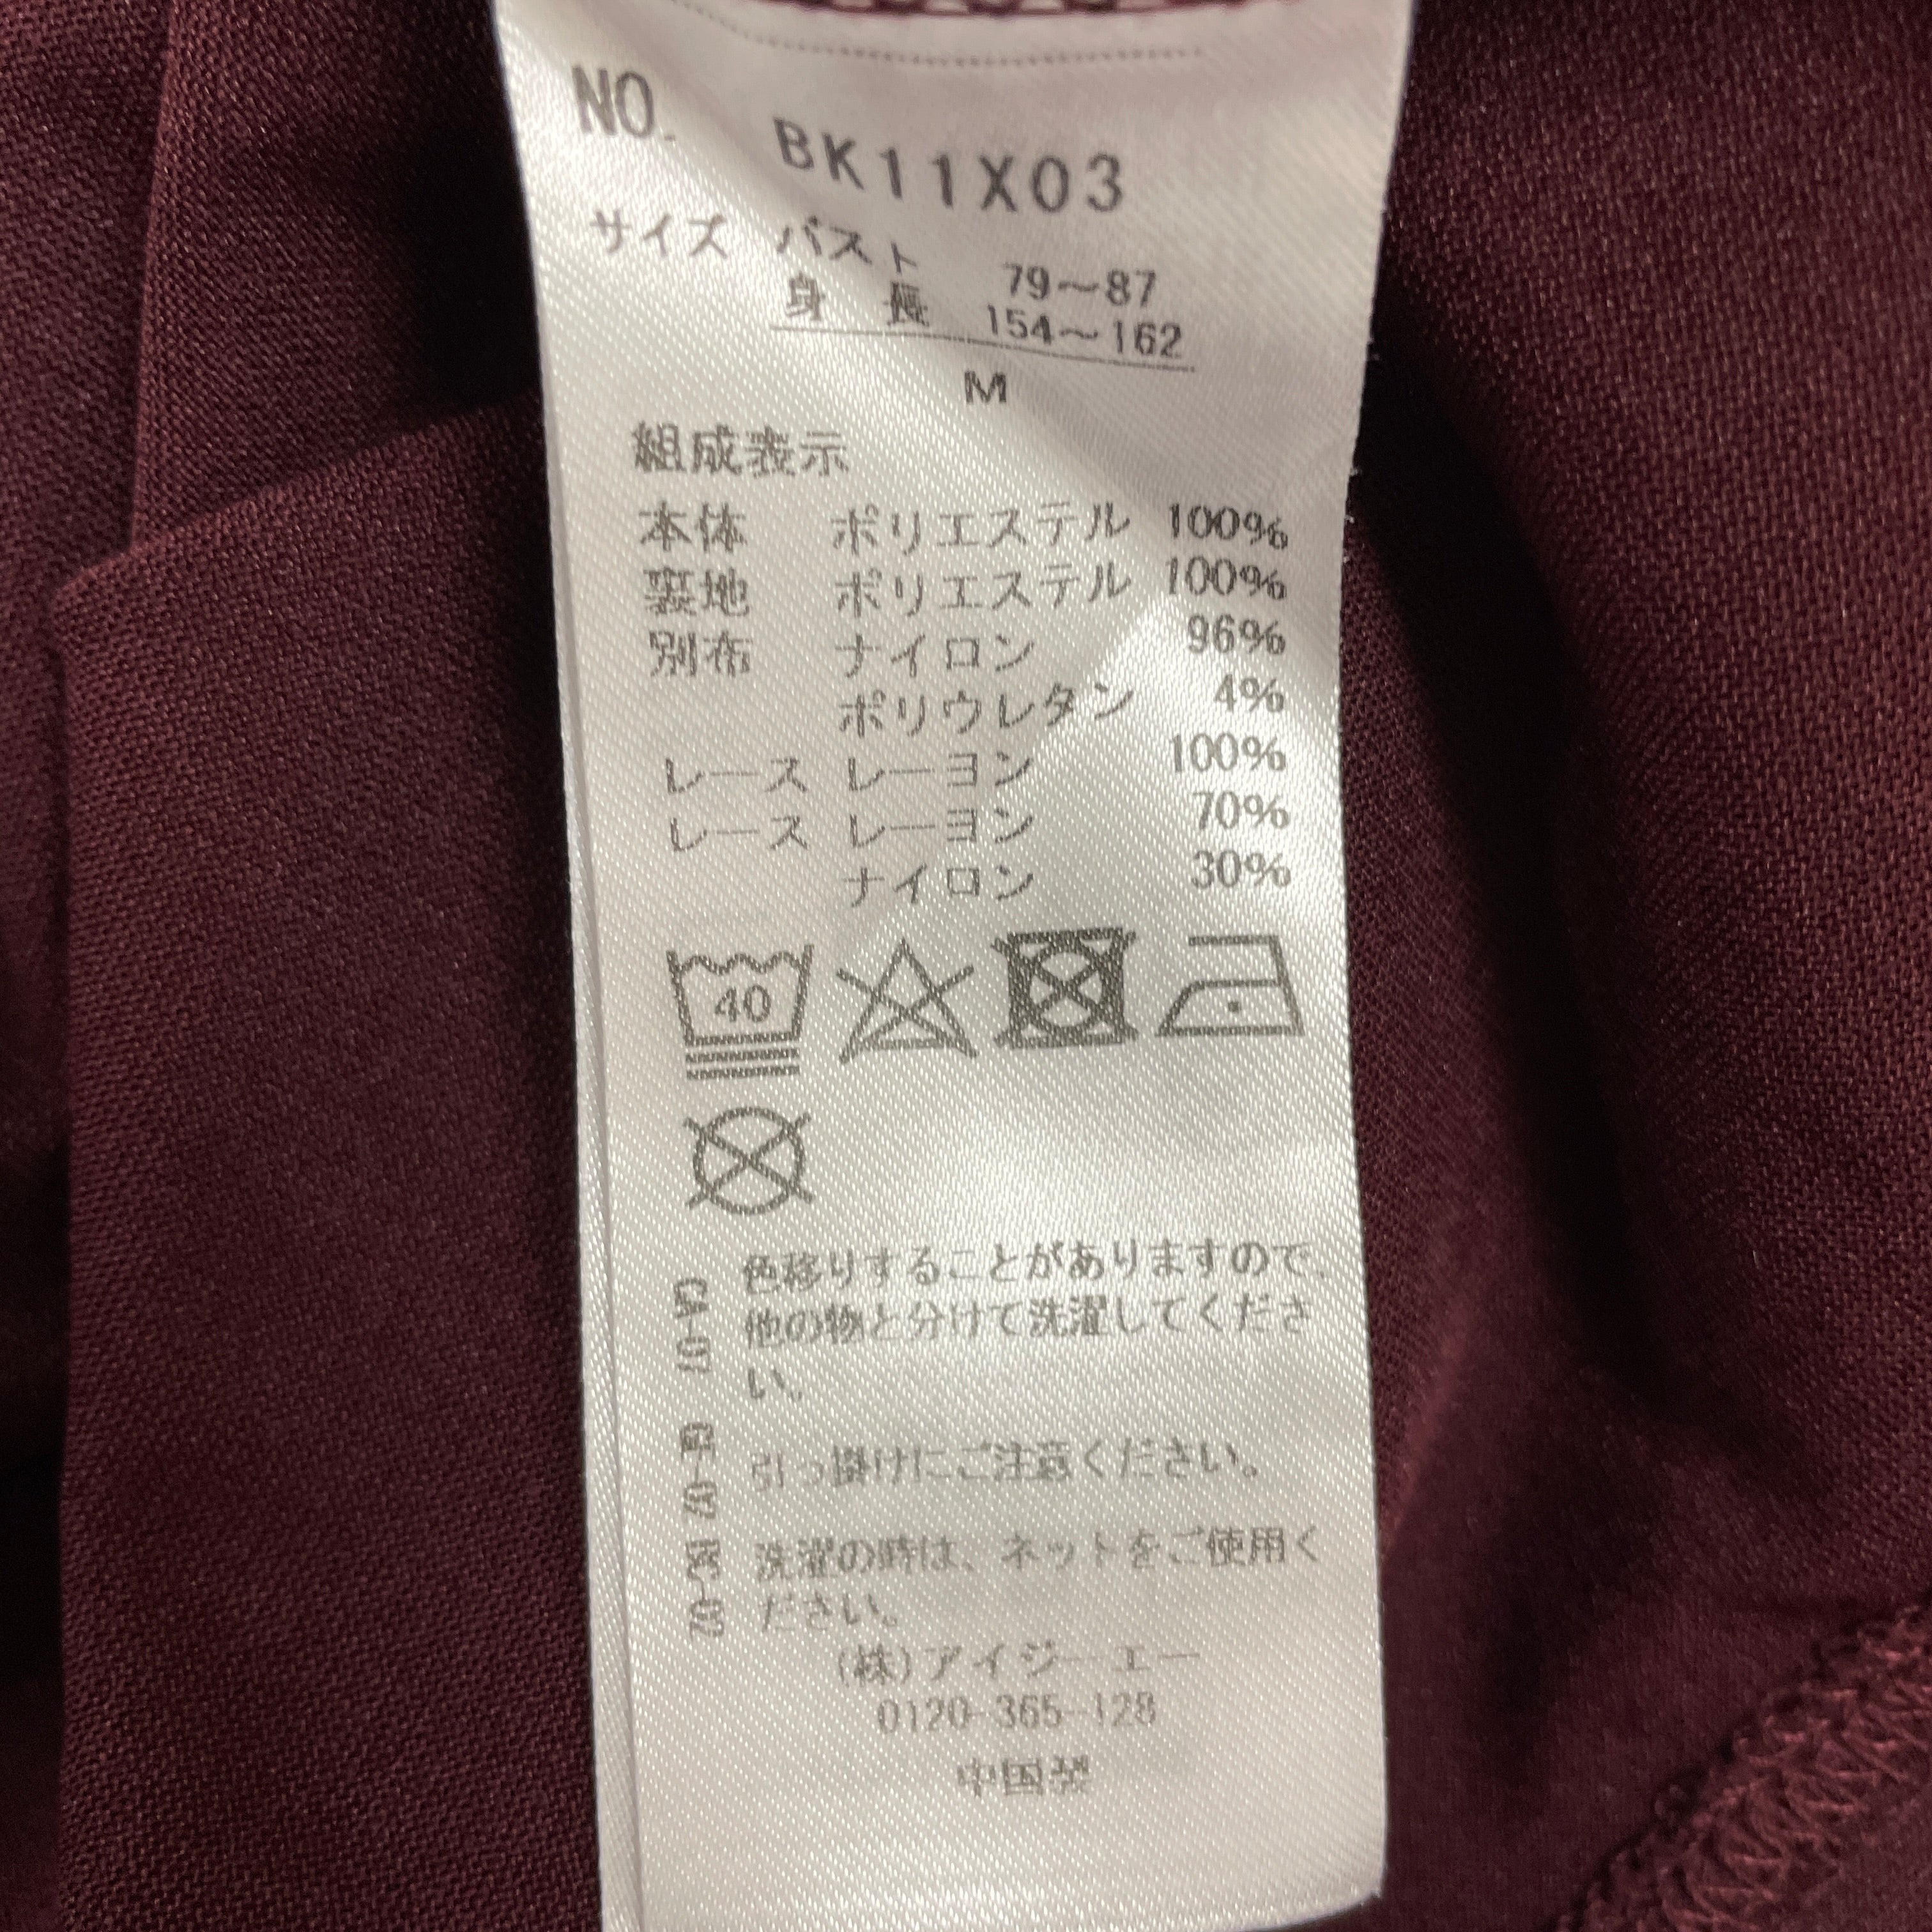 NO. BK11X03
サイズ バスト 79〜87
身長 154〜162
M
組成表示
本体 ポリエステル 100%
裏地 ポリエステル 100%
別布 ナイロン 96%
ポリウレタン 4%
レース レーヨン 100%
レース レーヨン 70%
ナイロン 30%
40
CA-07
色移りすることがありますので、
他の物と分けて洗濯してくださ
い。
引っ掛けにご注意ください。
洗濯の時は、ネットをご使用く
ださい。
(株)アイジーエー
0120-365-128
中国製